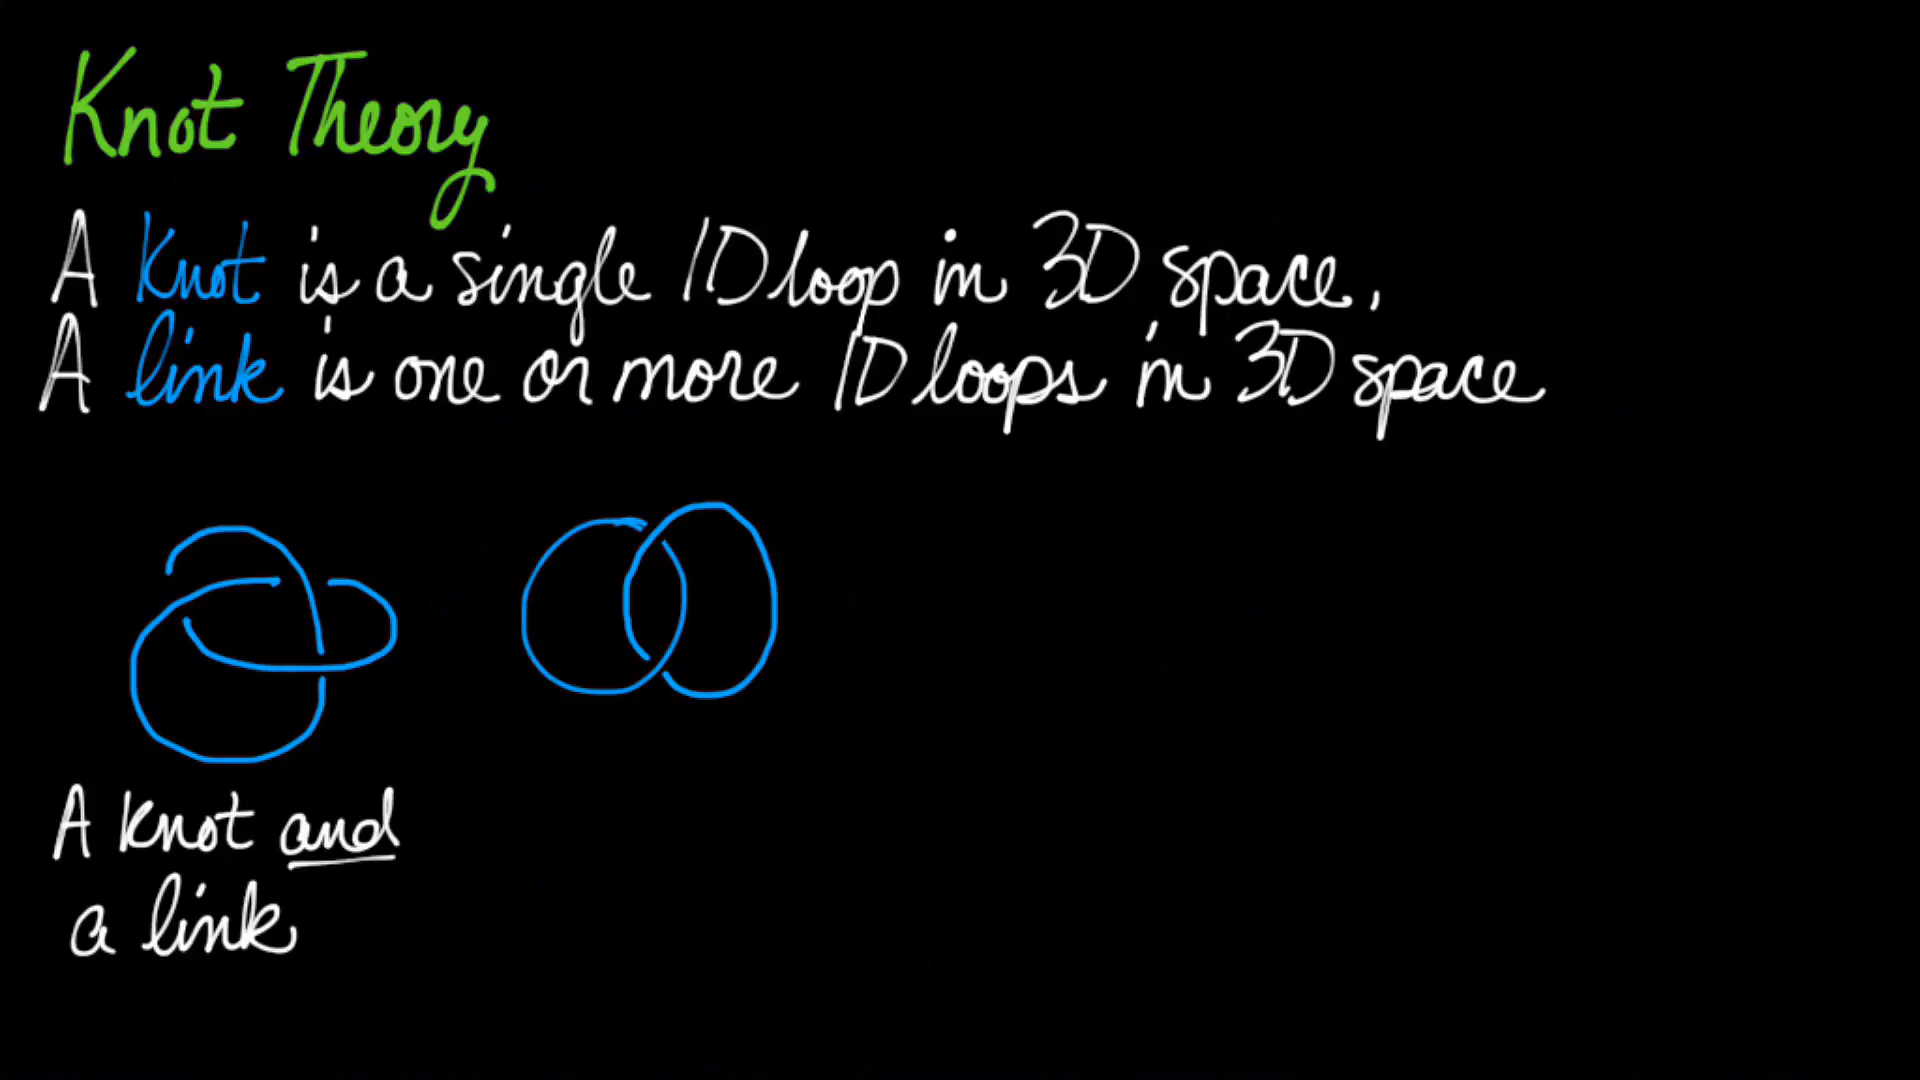 Knot Theory
A Knot is a single 1D loop in 3D space.
A link is one or more 1D loops in 3D space
A knot and
a link